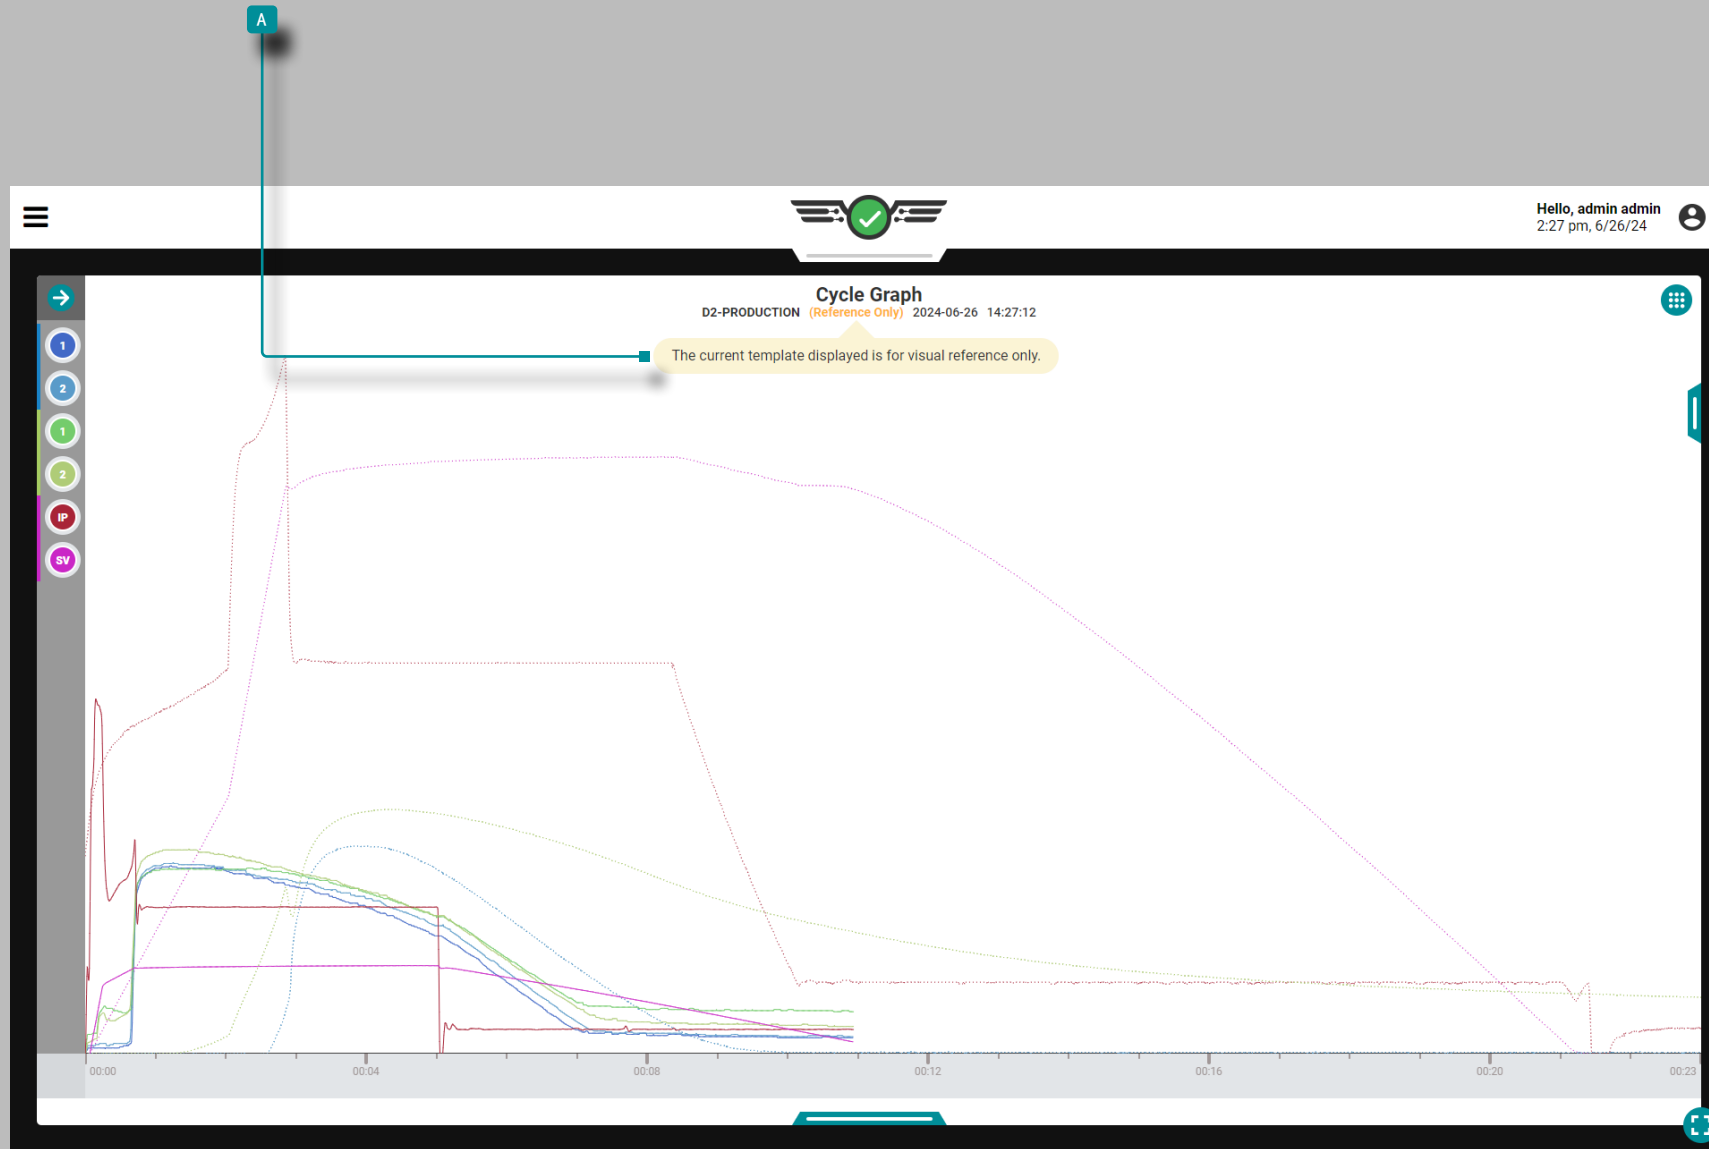 A
Hello, admin admin
2:27 pm, 6/26/24
Cycle Graph
D2-PRODUCTION (Reference Only) 2024-06-26 14:27:12
The current template displayed is for visual reference only.
1
2
1
2
IP
SV
00:00 00:04 00:08 00:12 00:16 00:20 00:23